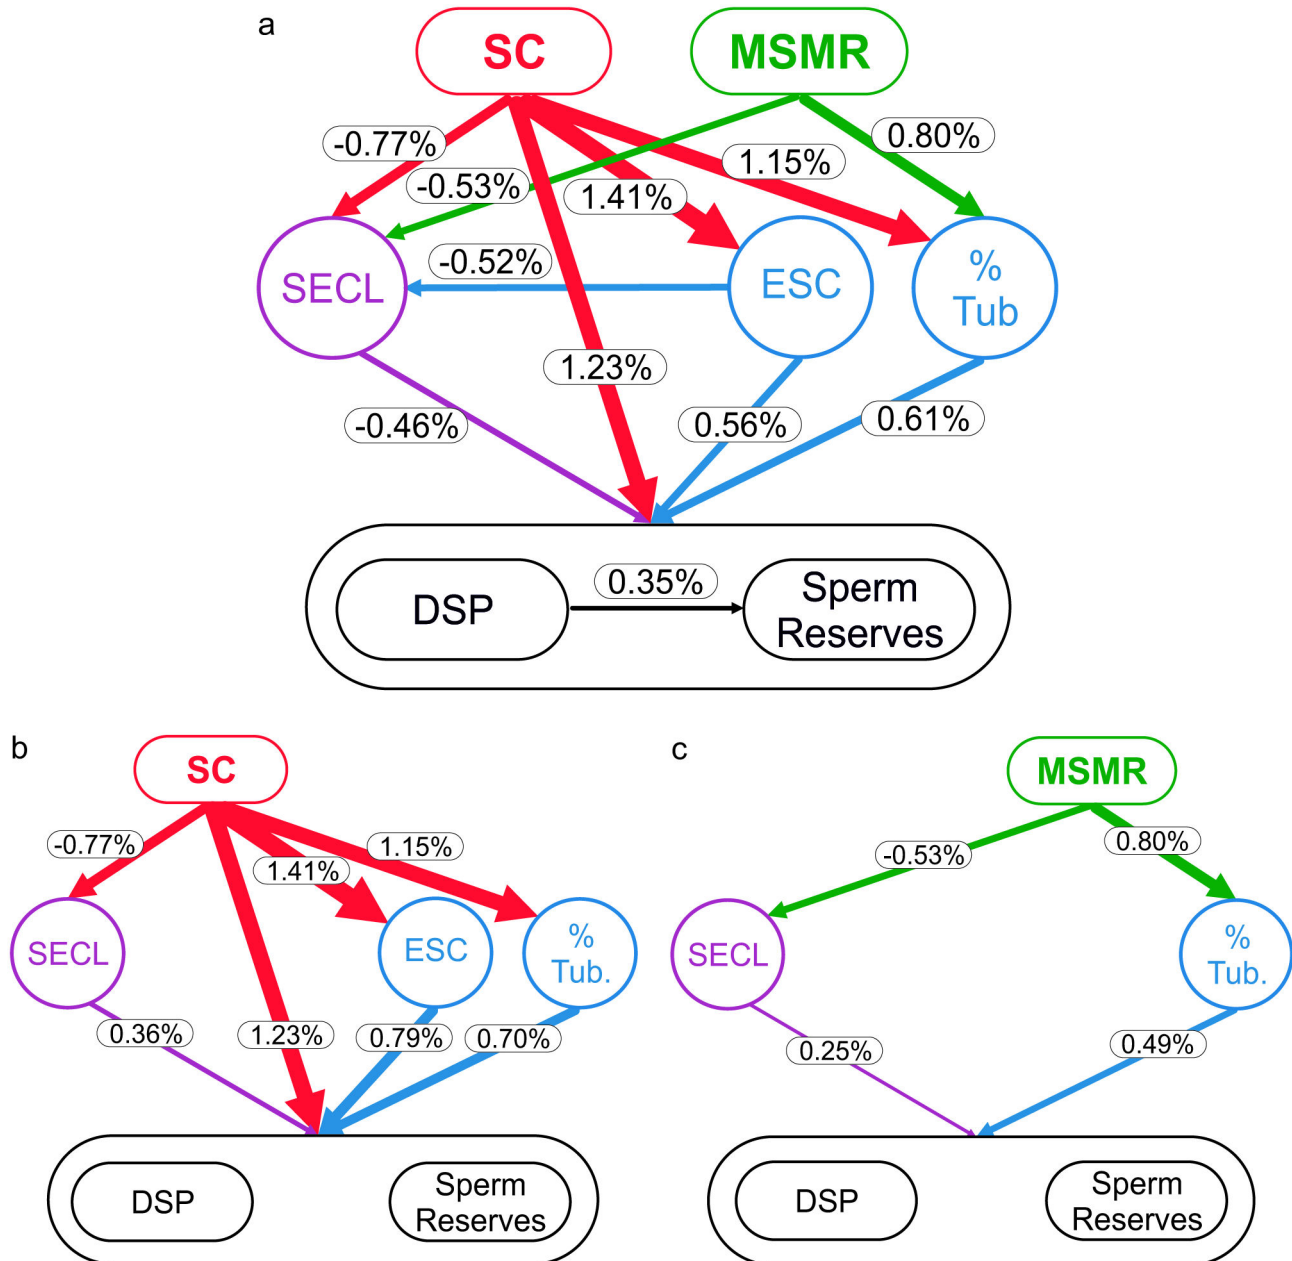 a
SC
MSMR
-0.77%
0.80%
1.15%
-0.53%
1.41%
SECL
-0.52%
ESC
%
Tub
1.23%
-0.46%
0.56%
0.61%
DSP
0.35%
Sperm
Reserves
b
SC
-0.77%
1.15%
1.41%
SECL
ESC
%
Tub.
0.36%
1.23%
0.79%
0.70%
DSP
Sperm
Reserves
c
MSMR
-0.53%
0.80%
SECL
%
Tub.
0.25%
0.49%
DSP
Sperm
Reserves